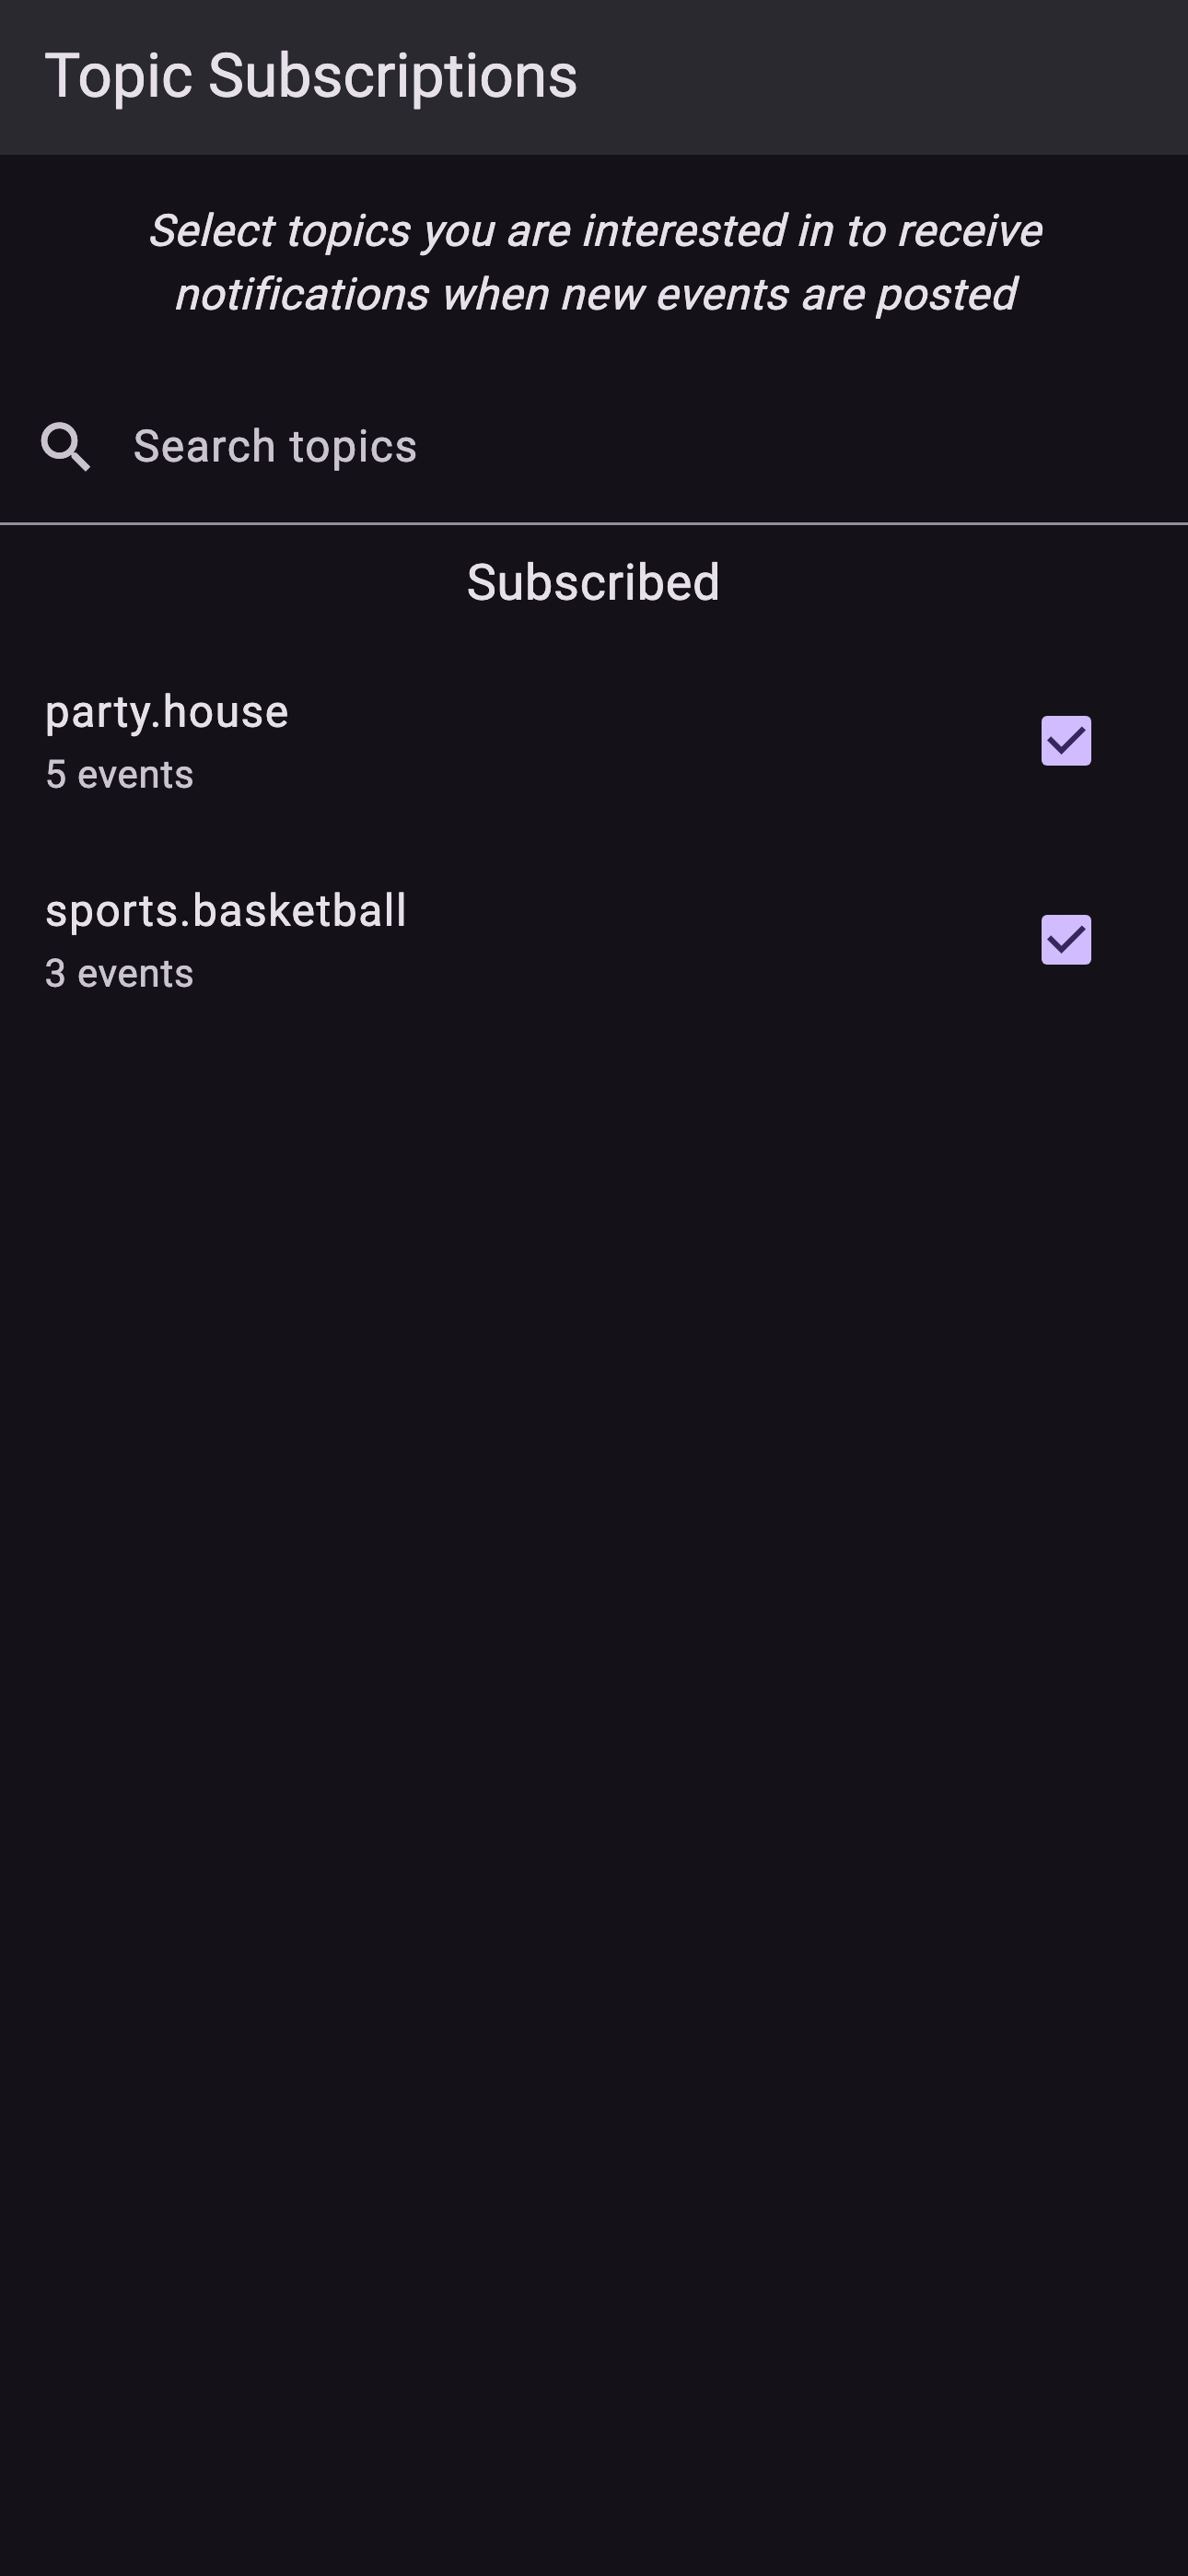 Topic Subscriptions
Select topics you are interested in to receive
notifications when new events are posted
Search topics
Subscribed
party.house
5 events
sports.basketball
3 events